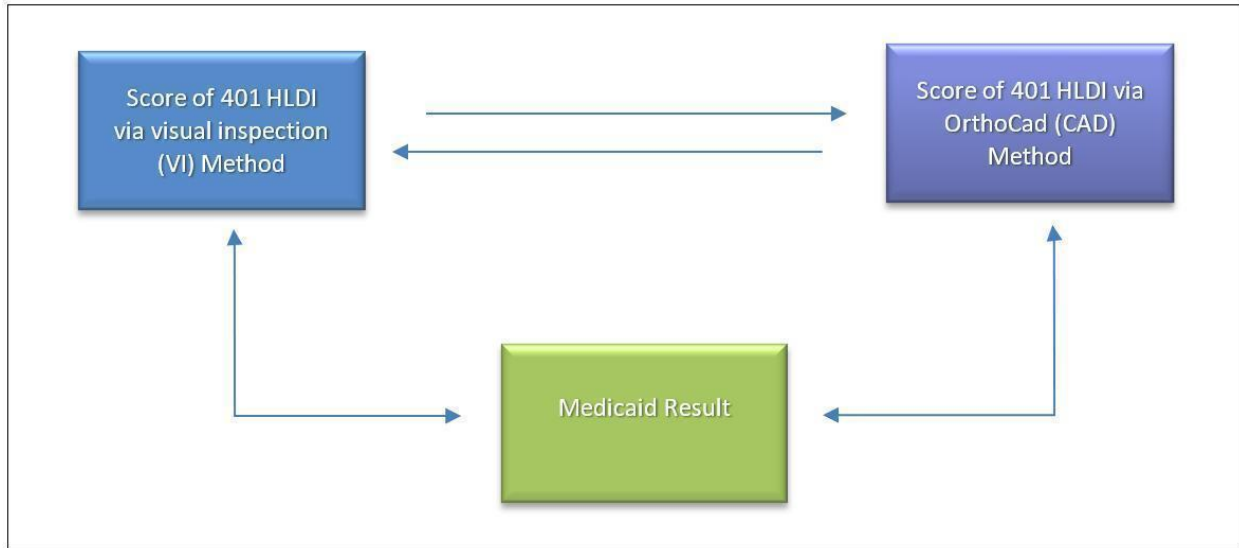 Score of 401 HLDI
via visual inspection
(VI) Method
Score of 401 HLDI via
OrthoCad (CAD)
Method
Medicaid Result